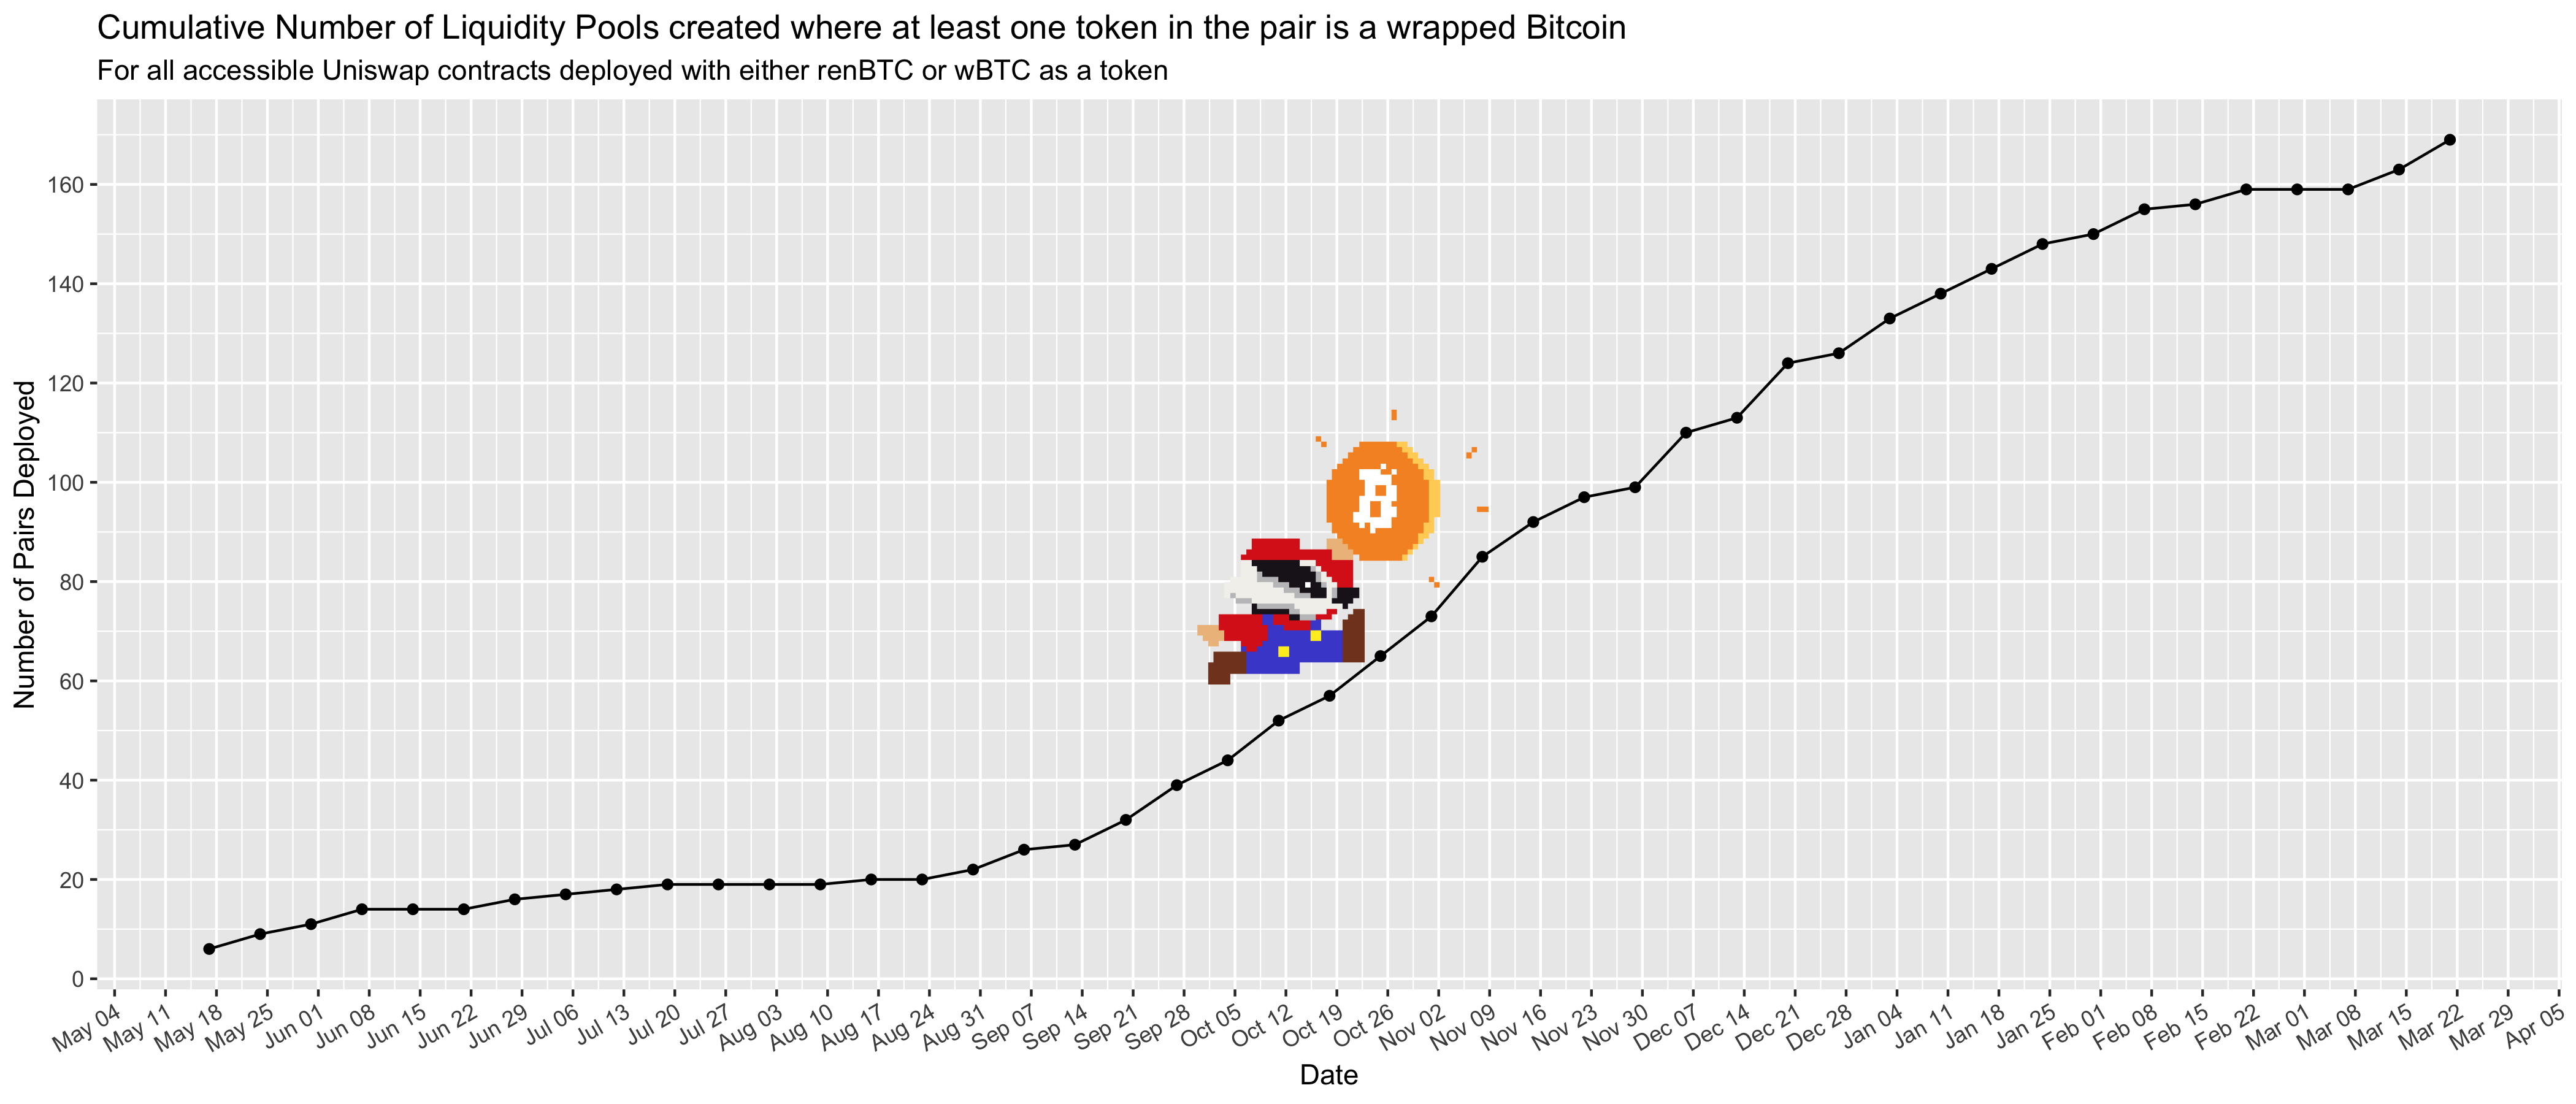 Cumulative Number of Liquidity Pools created where at least one token in the pair is a wrapped Bitcoin
For all accessible Uniswap contracts deployed with either renBTC or wBTC as a token
Number of Pairs Deployed
160
140
120
100
80
60
40
20
0
May 04 May 11 May 18 May 25 Jun 01 Jun 08 Jun 15 Jun 22 Jun 29 Jul 06 Jul 13 Jul 20 Jul 27 Aug 03 Aug 10 Aug 17 Aug 24 Aug 31 Sep 07 Sep 14 Sep 21 Sep 28 Oct 05 Oct 12 Oct 19 Oct 26 Nov 02 Nov 09 Nov 16 Nov 23 Nov 30 Dec 07 Dec 14 Dec 21 Dec 28 Jan 04 Jan 11 Jan 18 Jan 25 Feb 01 Feb 08 Feb 15 Feb 22 Mar 01 Mar 08 Mar 15 Mar 22 Mar 29 Apr 05
Date